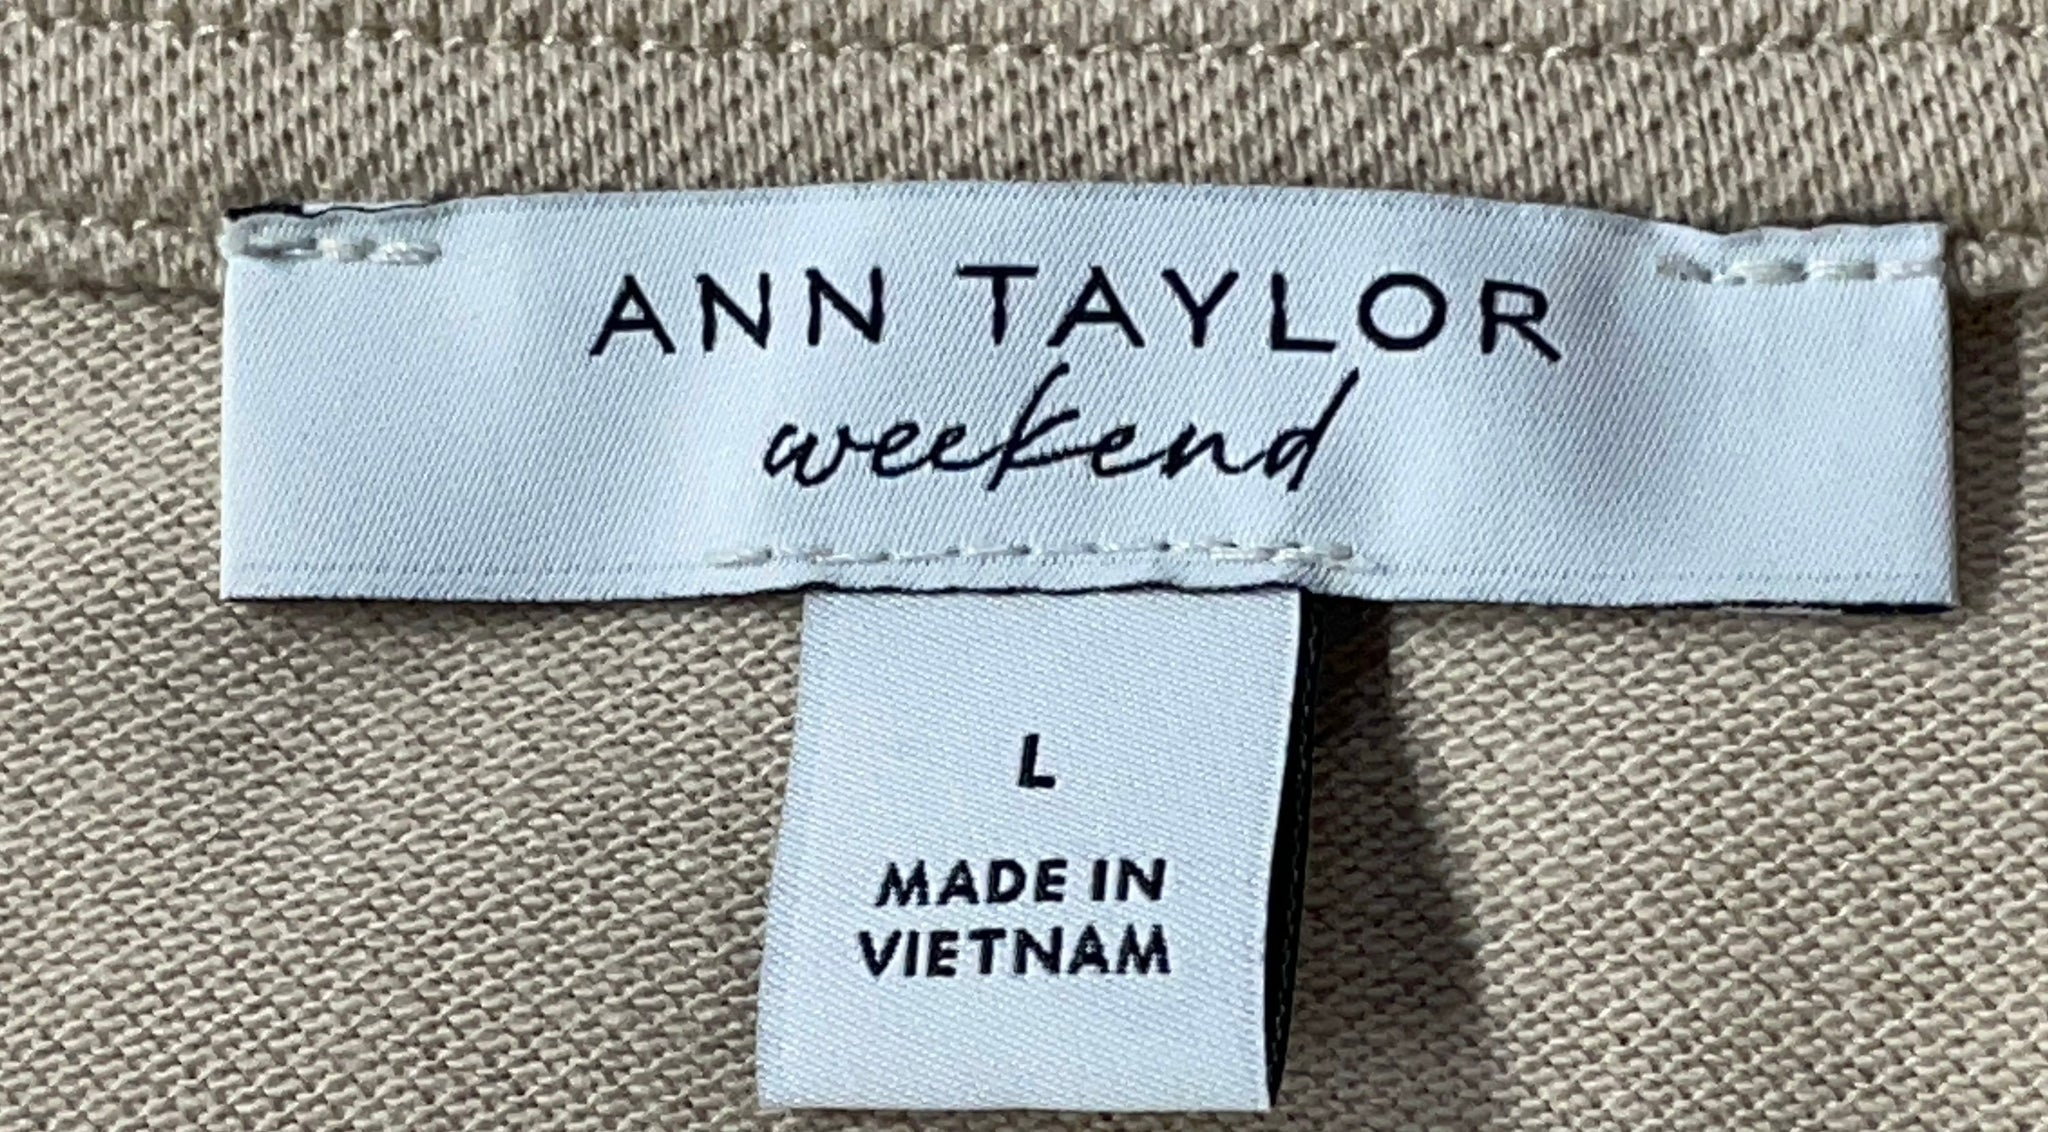 ANN TAYLOR
weekend
L
MADE IN
VIETNAM